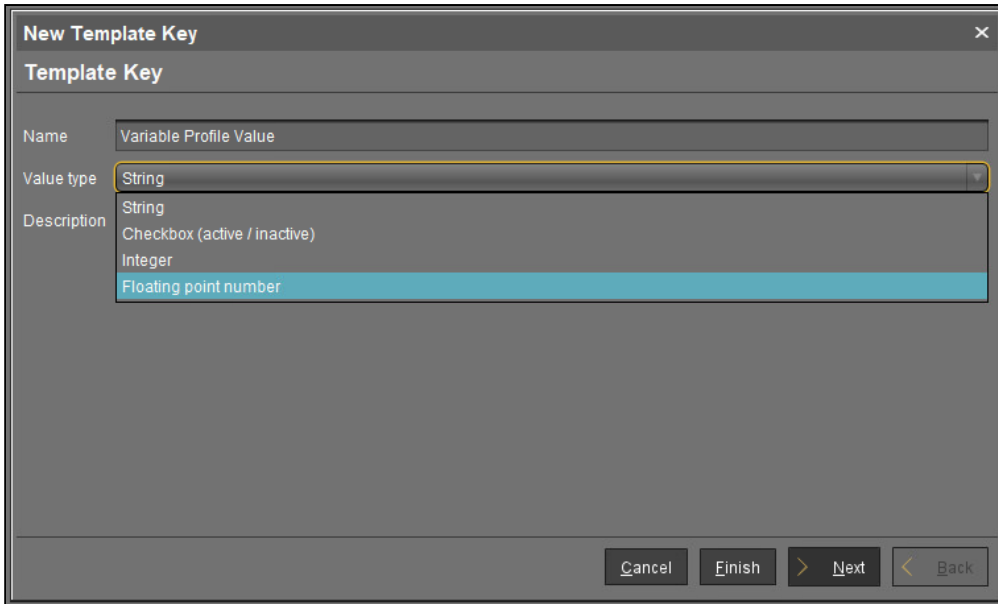 New Template Key
Template Key
Name Variable Profile Value
Value type String
String
Description
Checkbox (active / inactive)
Integer
Floating point number
Cancel Finish Next Back